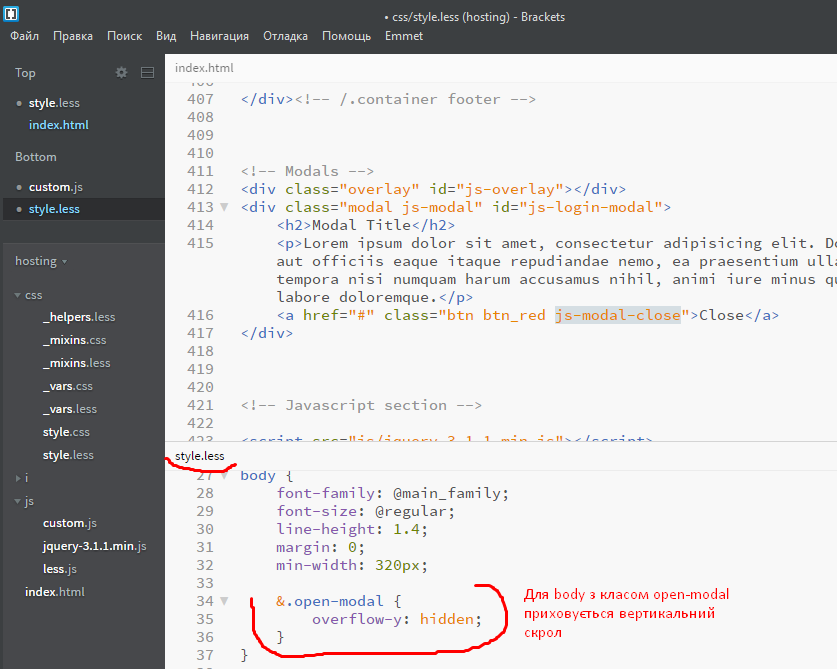 • css/style.less (hosting) - Brackets
Файл Правка Поиск Вид Навигация Отладка Помощь Emmet
Top
• style.less
index.html
Bottom
• custom.js
• style.less
hosting
css
_helpers.less
_mixins.css
_mixins.less
_vars.css
_vars.less
style.css
style.less
i
js
custom.js
jquery-3.1.1.min.js
less.js
index.html
index.html
406
407 </div><!-- /.container footer -->
408
409
410
411 <!-- Modals -->
412 <div class="overlay" id="js-overlay"></div>
413 <div class="modal js-modal" id="js-login-modal">
414 <h2>Modal Title</h2>
415 <p>Lorem ipsum dolor sit amet, consectetur adipisicing elit. Do
aut officiis eaque itaque repudiandae nemo, ea praesentium ulla
tempora nisi numquam harum accusamus nihil, animi iure minus qu
labore doloremque.</p>
416 <a href="#" class="btn btn_red js-modal-close">Close</a>
417 </div>
418
419
420
421 <!-- Javascript section -->
422
423 <script src="js/jquery-3.1.1.min.js"></script>
style.less
27 body {
28 font-family: @main_family;
29 font-size: @regular;
30 line-height: 1.4;
31 margin: 0;
32 min-width: 320px;
33
34 &.open-modal {
35 overflow-y: hidden;
36 }
37 }
Для body з класом open-modal
приховується вертикальний
скрол